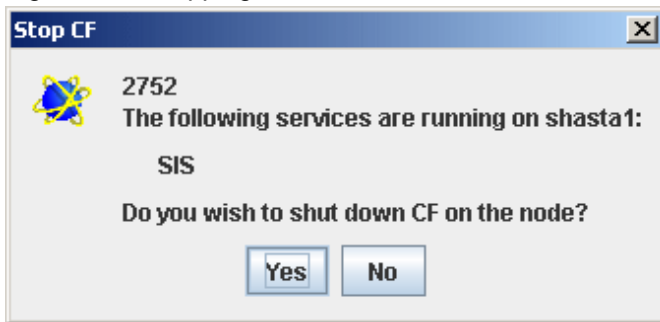 Stop CF
2752
The following services are running on shasta1:
SIS
Do you wish to shut down CF on the node?
Yes No